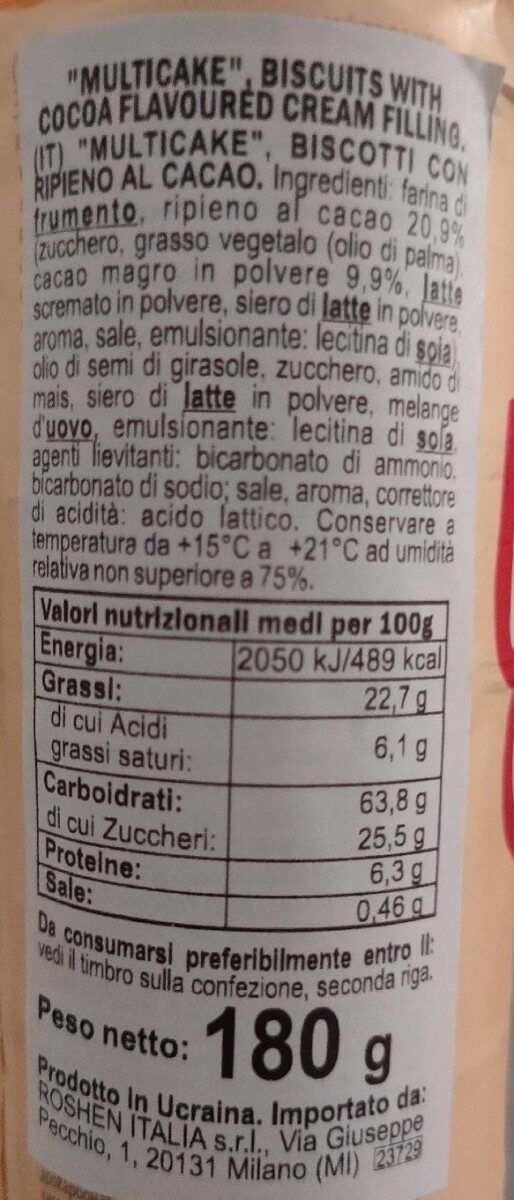 "MULTICAKE", BISCUITS WITH
COCOA FLAVOURED CREAM FILLING.
(IT) "MULTICAKE", BISCOTTI CON
RIPIENO AL CACAO. Ingredienti: farina di
frumento, ripieno al cacao 20,9%
(zucchero, grasso vegetalo (olio di palma),
cacao magro in polvere 9,9%, latte
scremato in polvere, siero di latte in polvere,
aroma, sale, emulsionante: lecitina di soia),
olio di semi di girasole, zucchero, amido di
mais, siero di latte in polvere, melange
d'uovo, emulsionante: lecitina di soia,
agenti lievitanti: bicarbonato di ammonio,
bicarbonato di sodio; sale, aroma, correttore
di acidità: acido lattico. Conservare a
temperatura da +15°C a +21°C ad umidità
relativa non superiore a 75%.
Valori nutrizionali medi per 100g
Energia: 2050 kJ/489 kcal
Grassi: 22,7 g
di cui Acidi
grassi saturi: 6,1 g
Carboidrati: 63,8 g
di cui Zuccheri: 25,5 g
Proteine: 6,3 g
Sale: 0,46 g
Da consumarsi preferibilmente entro il:
vedi il timbro sulla confezione, seconda riga.
Peso netto: 180 g
Prodotto in Ucraina. Importato da:
ROSHEN ITALIA s.r.l., Via Giuseppe
Pecchio, 1, 20131 Milano (MI) 23729